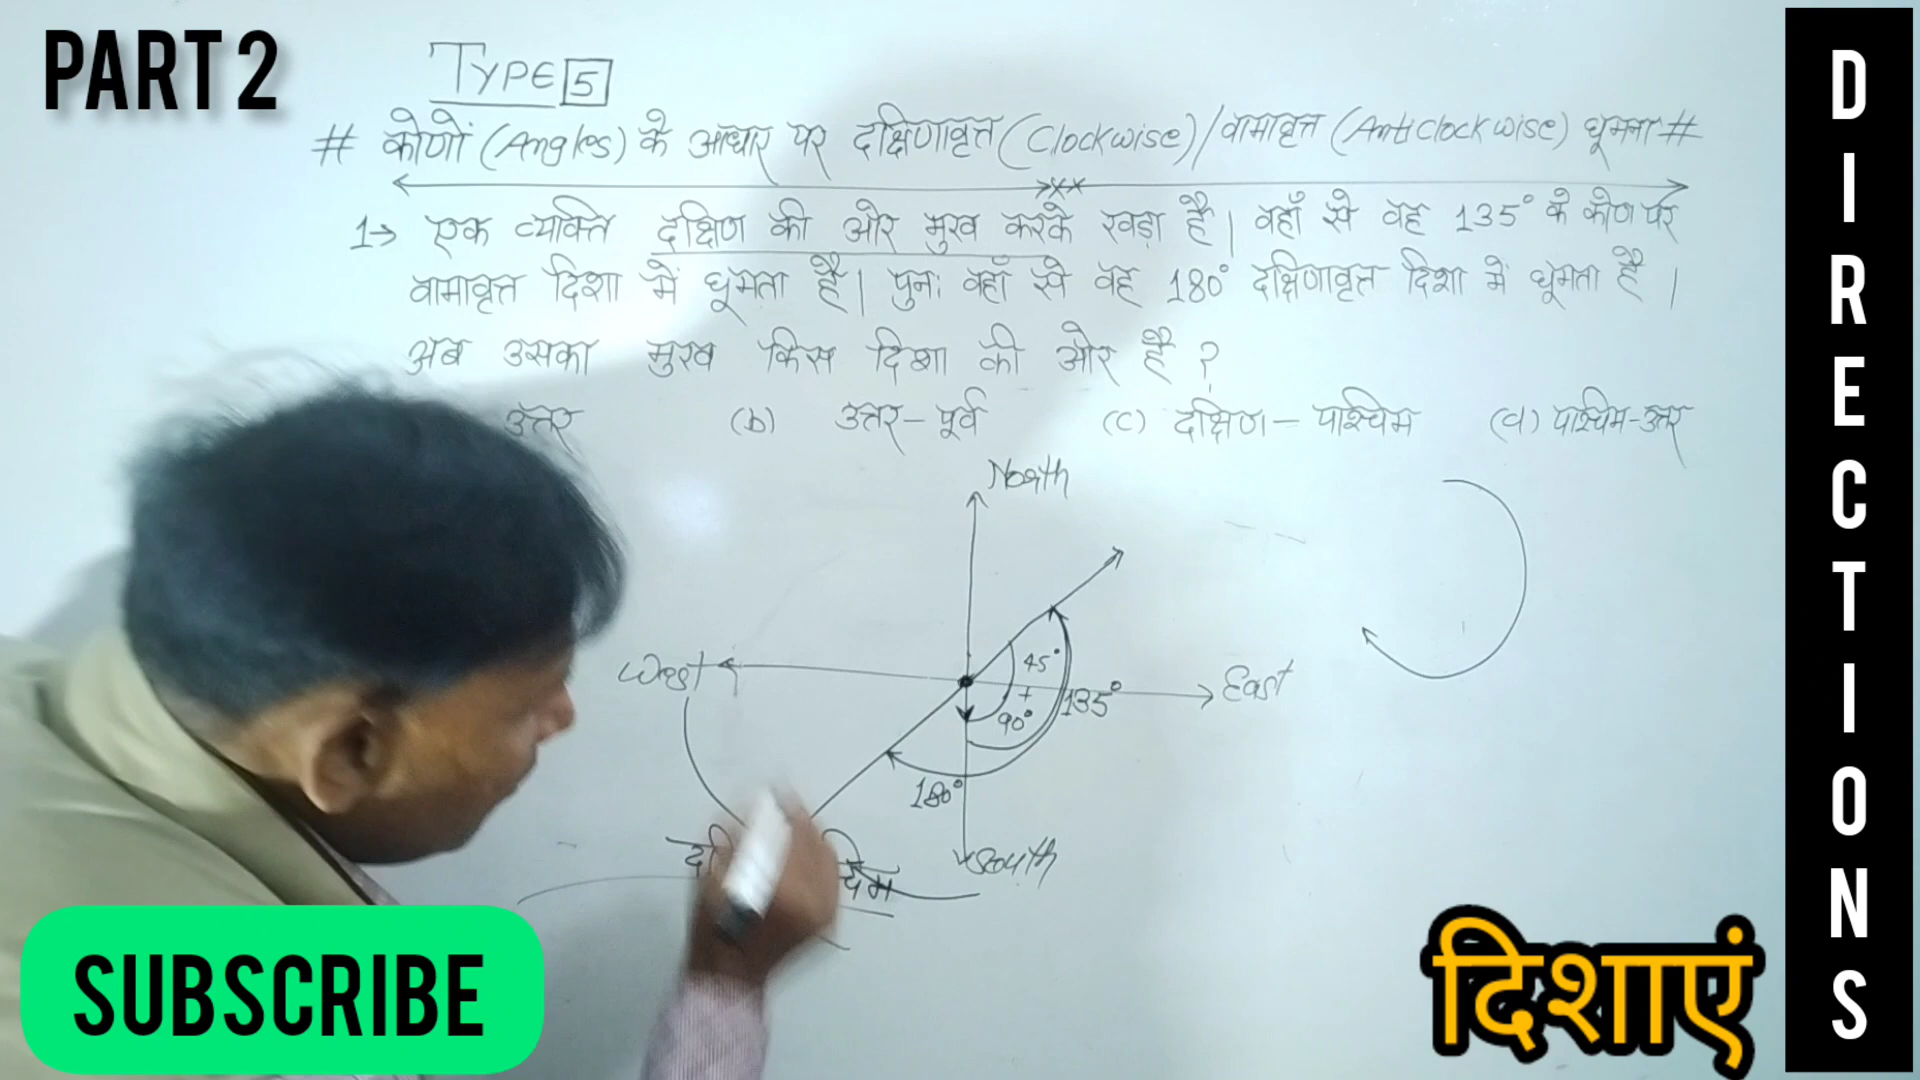 PART 2
TYPE 5
# कोणों (Angles) के आधार पर दक्षिणावृत्त (Clockwise) / वामावृत्त (Anticlockwise) घूमना #
1→ एक व्यक्ति दक्षिण की ओर मुख करके खड़ा है। वहाँ से वह 135° के कोण पर
वामावृत्त दिशा में घूमता है। पुनः वहाँ से वह 180° दक्षिणावृत्त दिशा में घूमता है।
अब उसका मुख किस दिशा की ओर है ?
उत्तर (b) उत्तर-पूर्व (c) दक्षिण-पश्चिम (d) पश्चिम-उत्तर
North
West
East
45°
+
90°
135°
180°
South
SUBSCRIBE
DIRECTIONS
दिशाएं